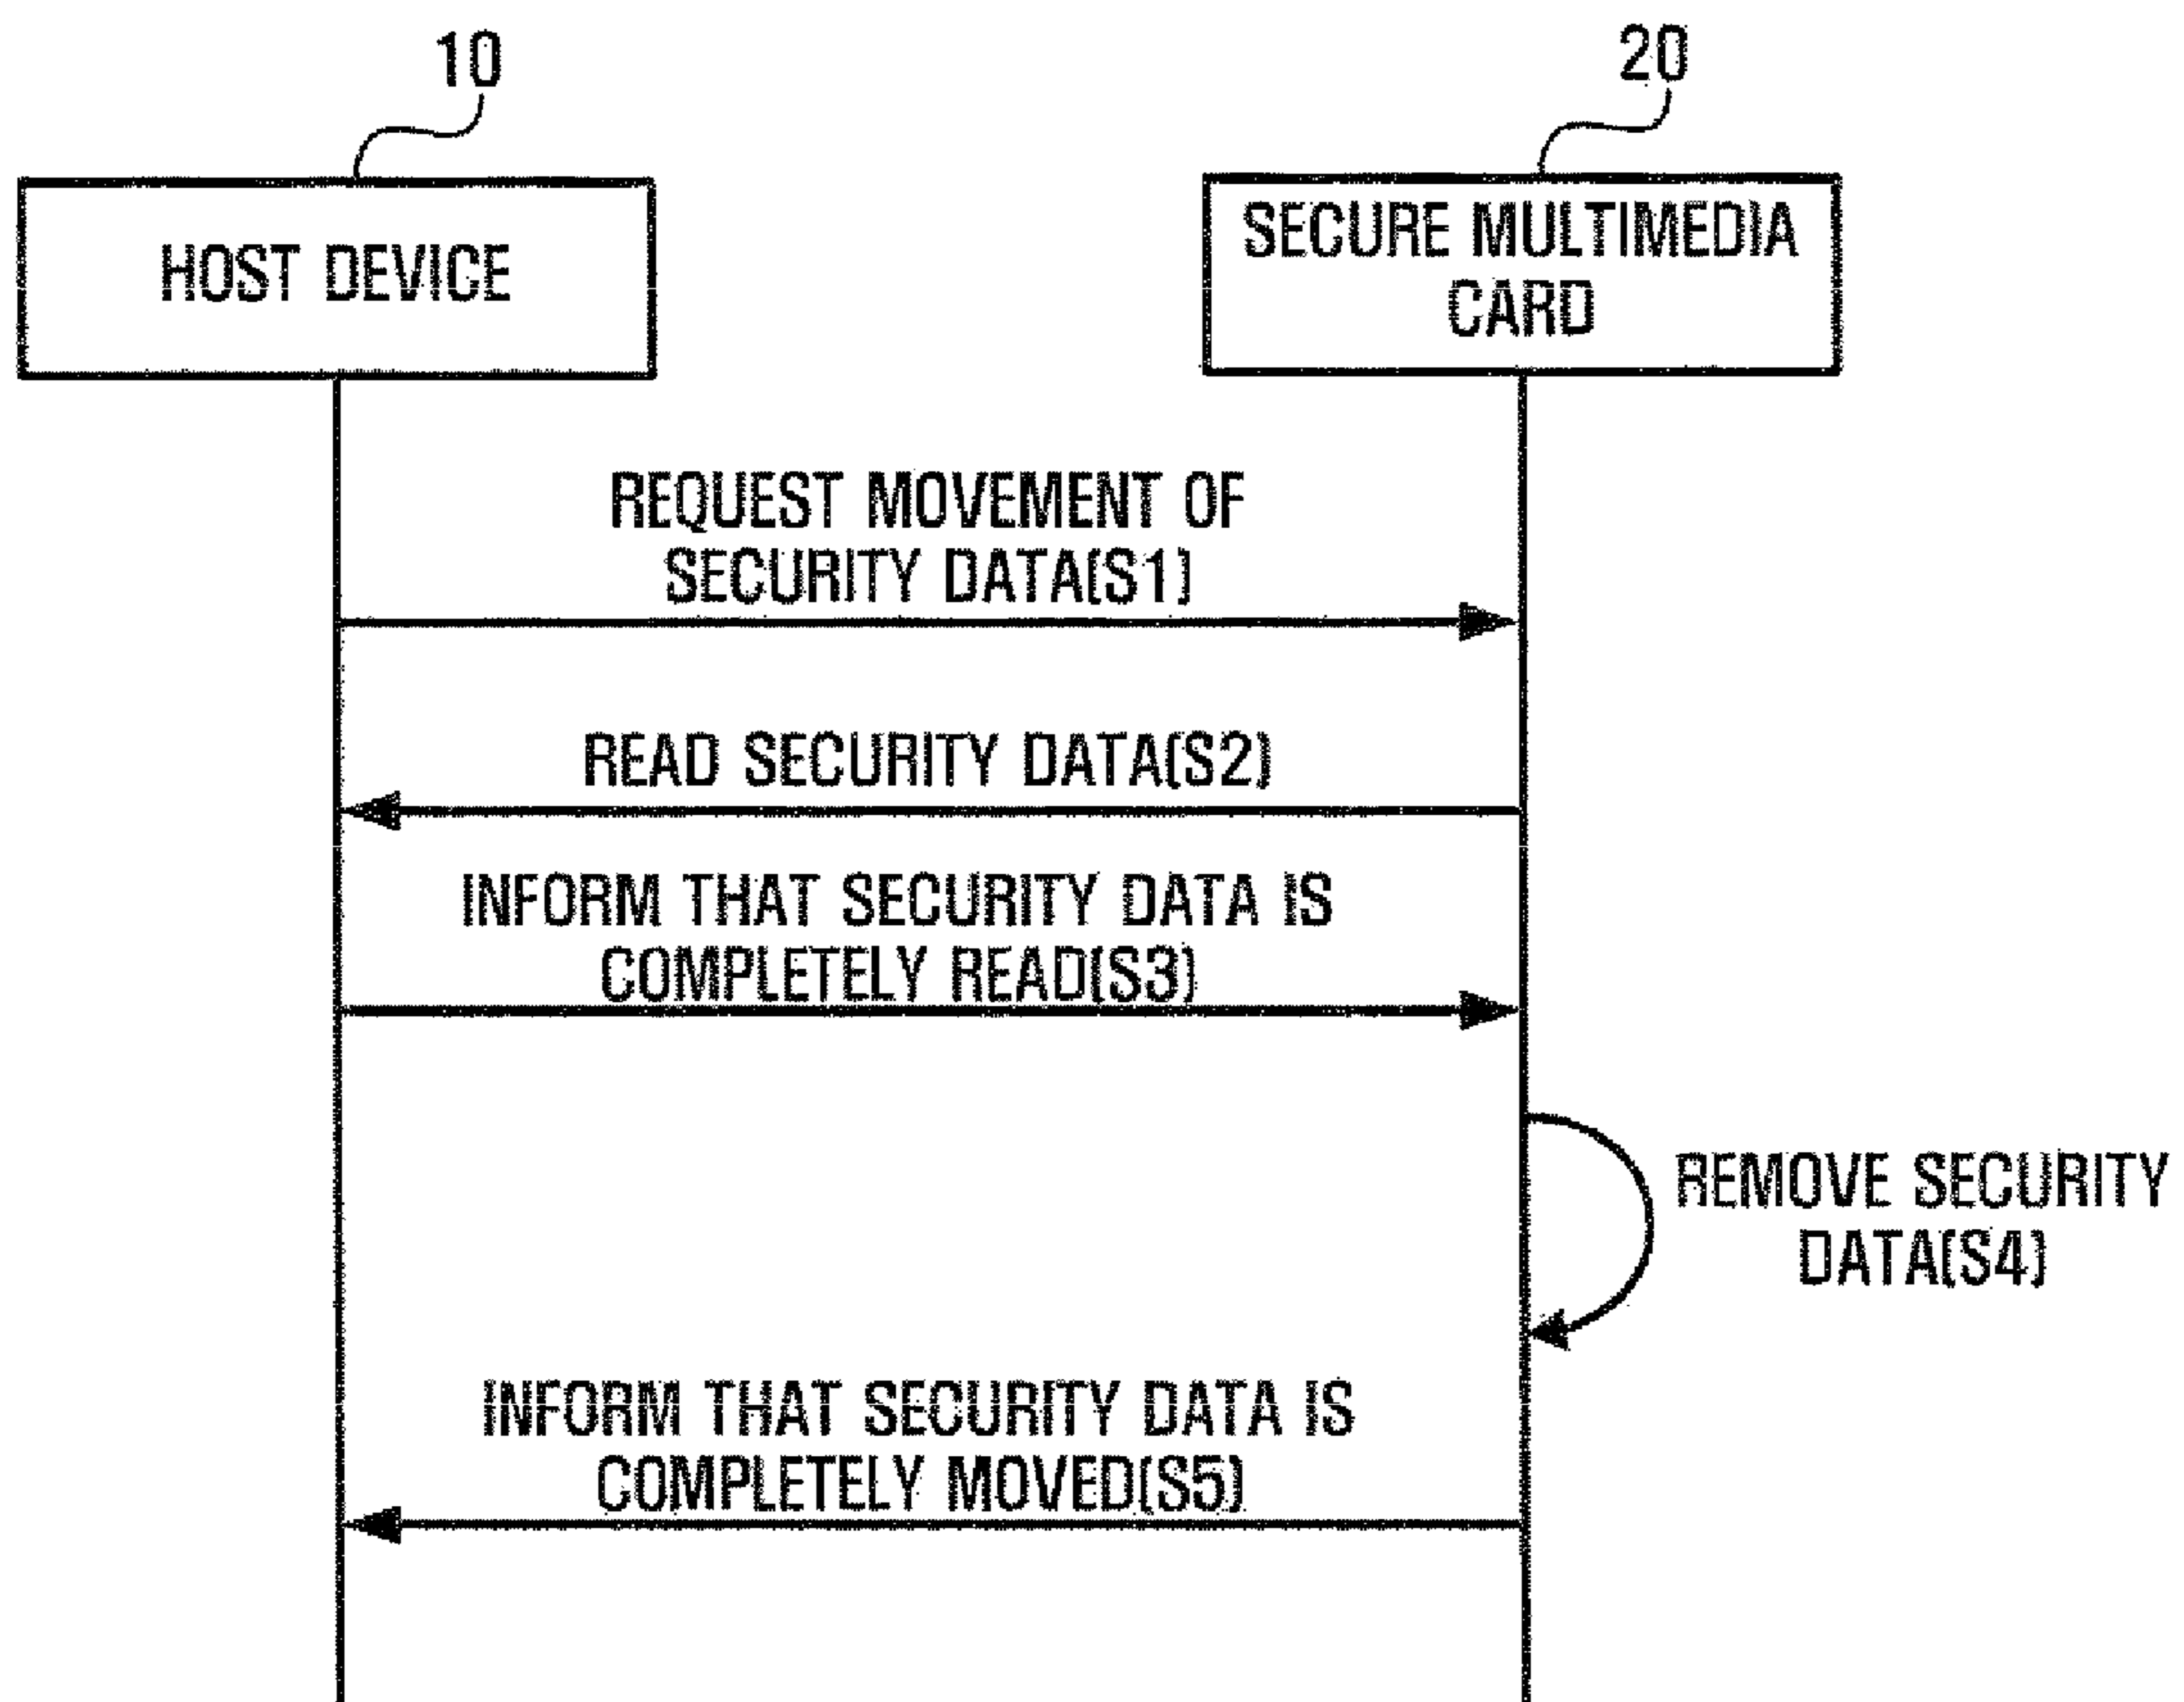 10
20
HOST DEVICE
SECURE MULTIMEDIA
CARD
REQUEST MOVEMENT OF
SECURITY DATA(S1)
READ SECURITY DATA(S2)
INFORM THAT SECURITY DATA IS
COMPLETELY READ(S3)
REMOVE SECURITY
DATA(S4)
INFORM THAT SECURITY DATA IS
COMPLETELY MOVED(S5)